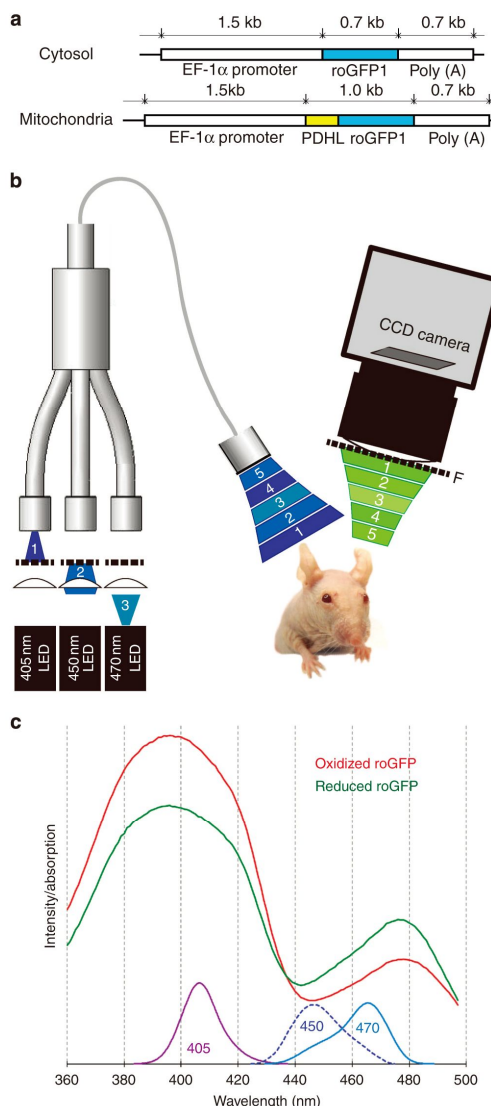 a
1.5 kb 0.7 kb 0.7 kb
Cytosol
EF-1α promoter roGFP1 Poly (A)
1.5kb 1.0 kb 0.7 kb
Mitochondria
EF-1α promoter PDHL roGFP1 Poly (A)
b
CCD camera
F
5
4
3
2
1
1
2
3
4
5
1
2
3
405 nm LED
450 nm LED
470 nm LED
c
Oxidized roGFP
Reduced roGFP
Intensity/absorption
405
450
470
360 380 400 420 440 460 480 500
Wavelength (nm)